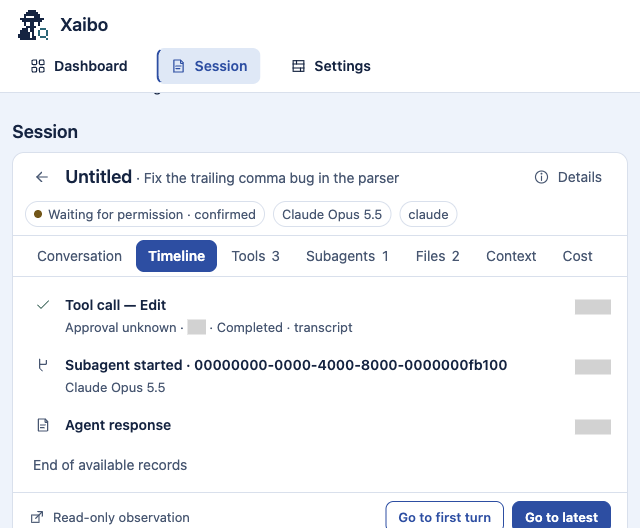 Xaibo
Dashboard
Session
Settings
Session
Untitled · Fix the trailing comma bug in the parser
Details
Waiting for permission · confirmed
Claude Opus 5.5
claude
Conversation
Timeline
Tools 3
Subagents 1
Files 2
Context
Cost
Tool call — Edit
Approval unknown · · Completed · transcript
Subagent started · 00000000-0000-4000-8000-0000000fb100
Claude Opus 5.5
Agent response
End of available records
Read-only observation
Go to first turn
Go to latest